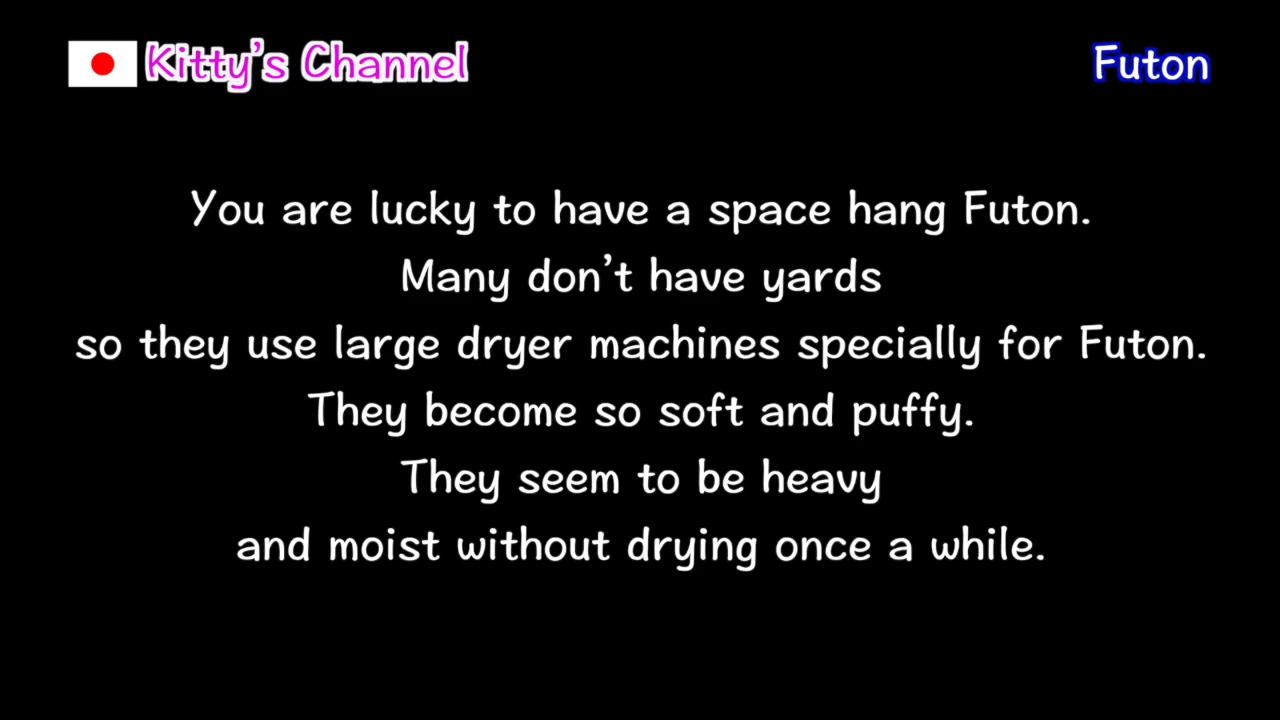 Kitty’s Channel
Futon
You are lucky to have a space hang Futon.
Many don’t have yards
so they use large dryer machines specially for Futon.
They become so soft and puffy.
They seem to be heavy
and moist without drying once a while.